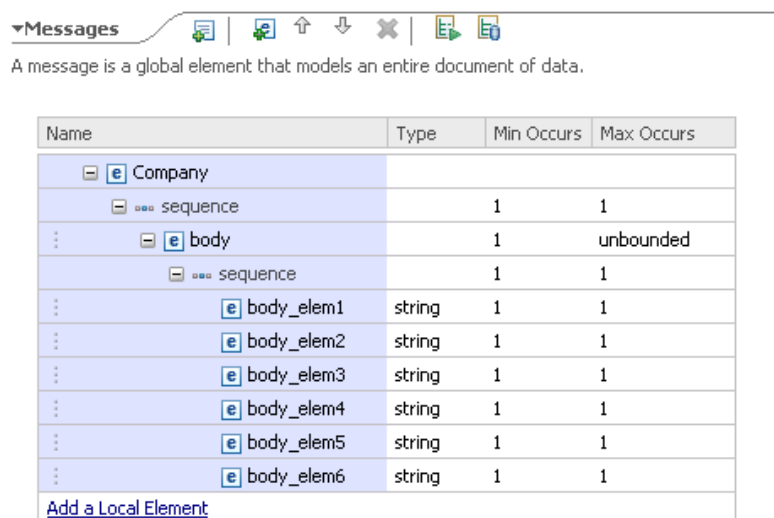 Messages
A message is a global element that models an entire document of data.
Name Type Min Occurs Max Occurs
e Company
sequence 1 1
e body 1 unbounded
sequence 1 1
e body_elem1 string 1 1
e body_elem2 string 1 1
e body_elem3 string 1 1
e body_elem4 string 1 1
e body_elem5 string 1 1
e body_elem6 string 1 1
Add a Local Element